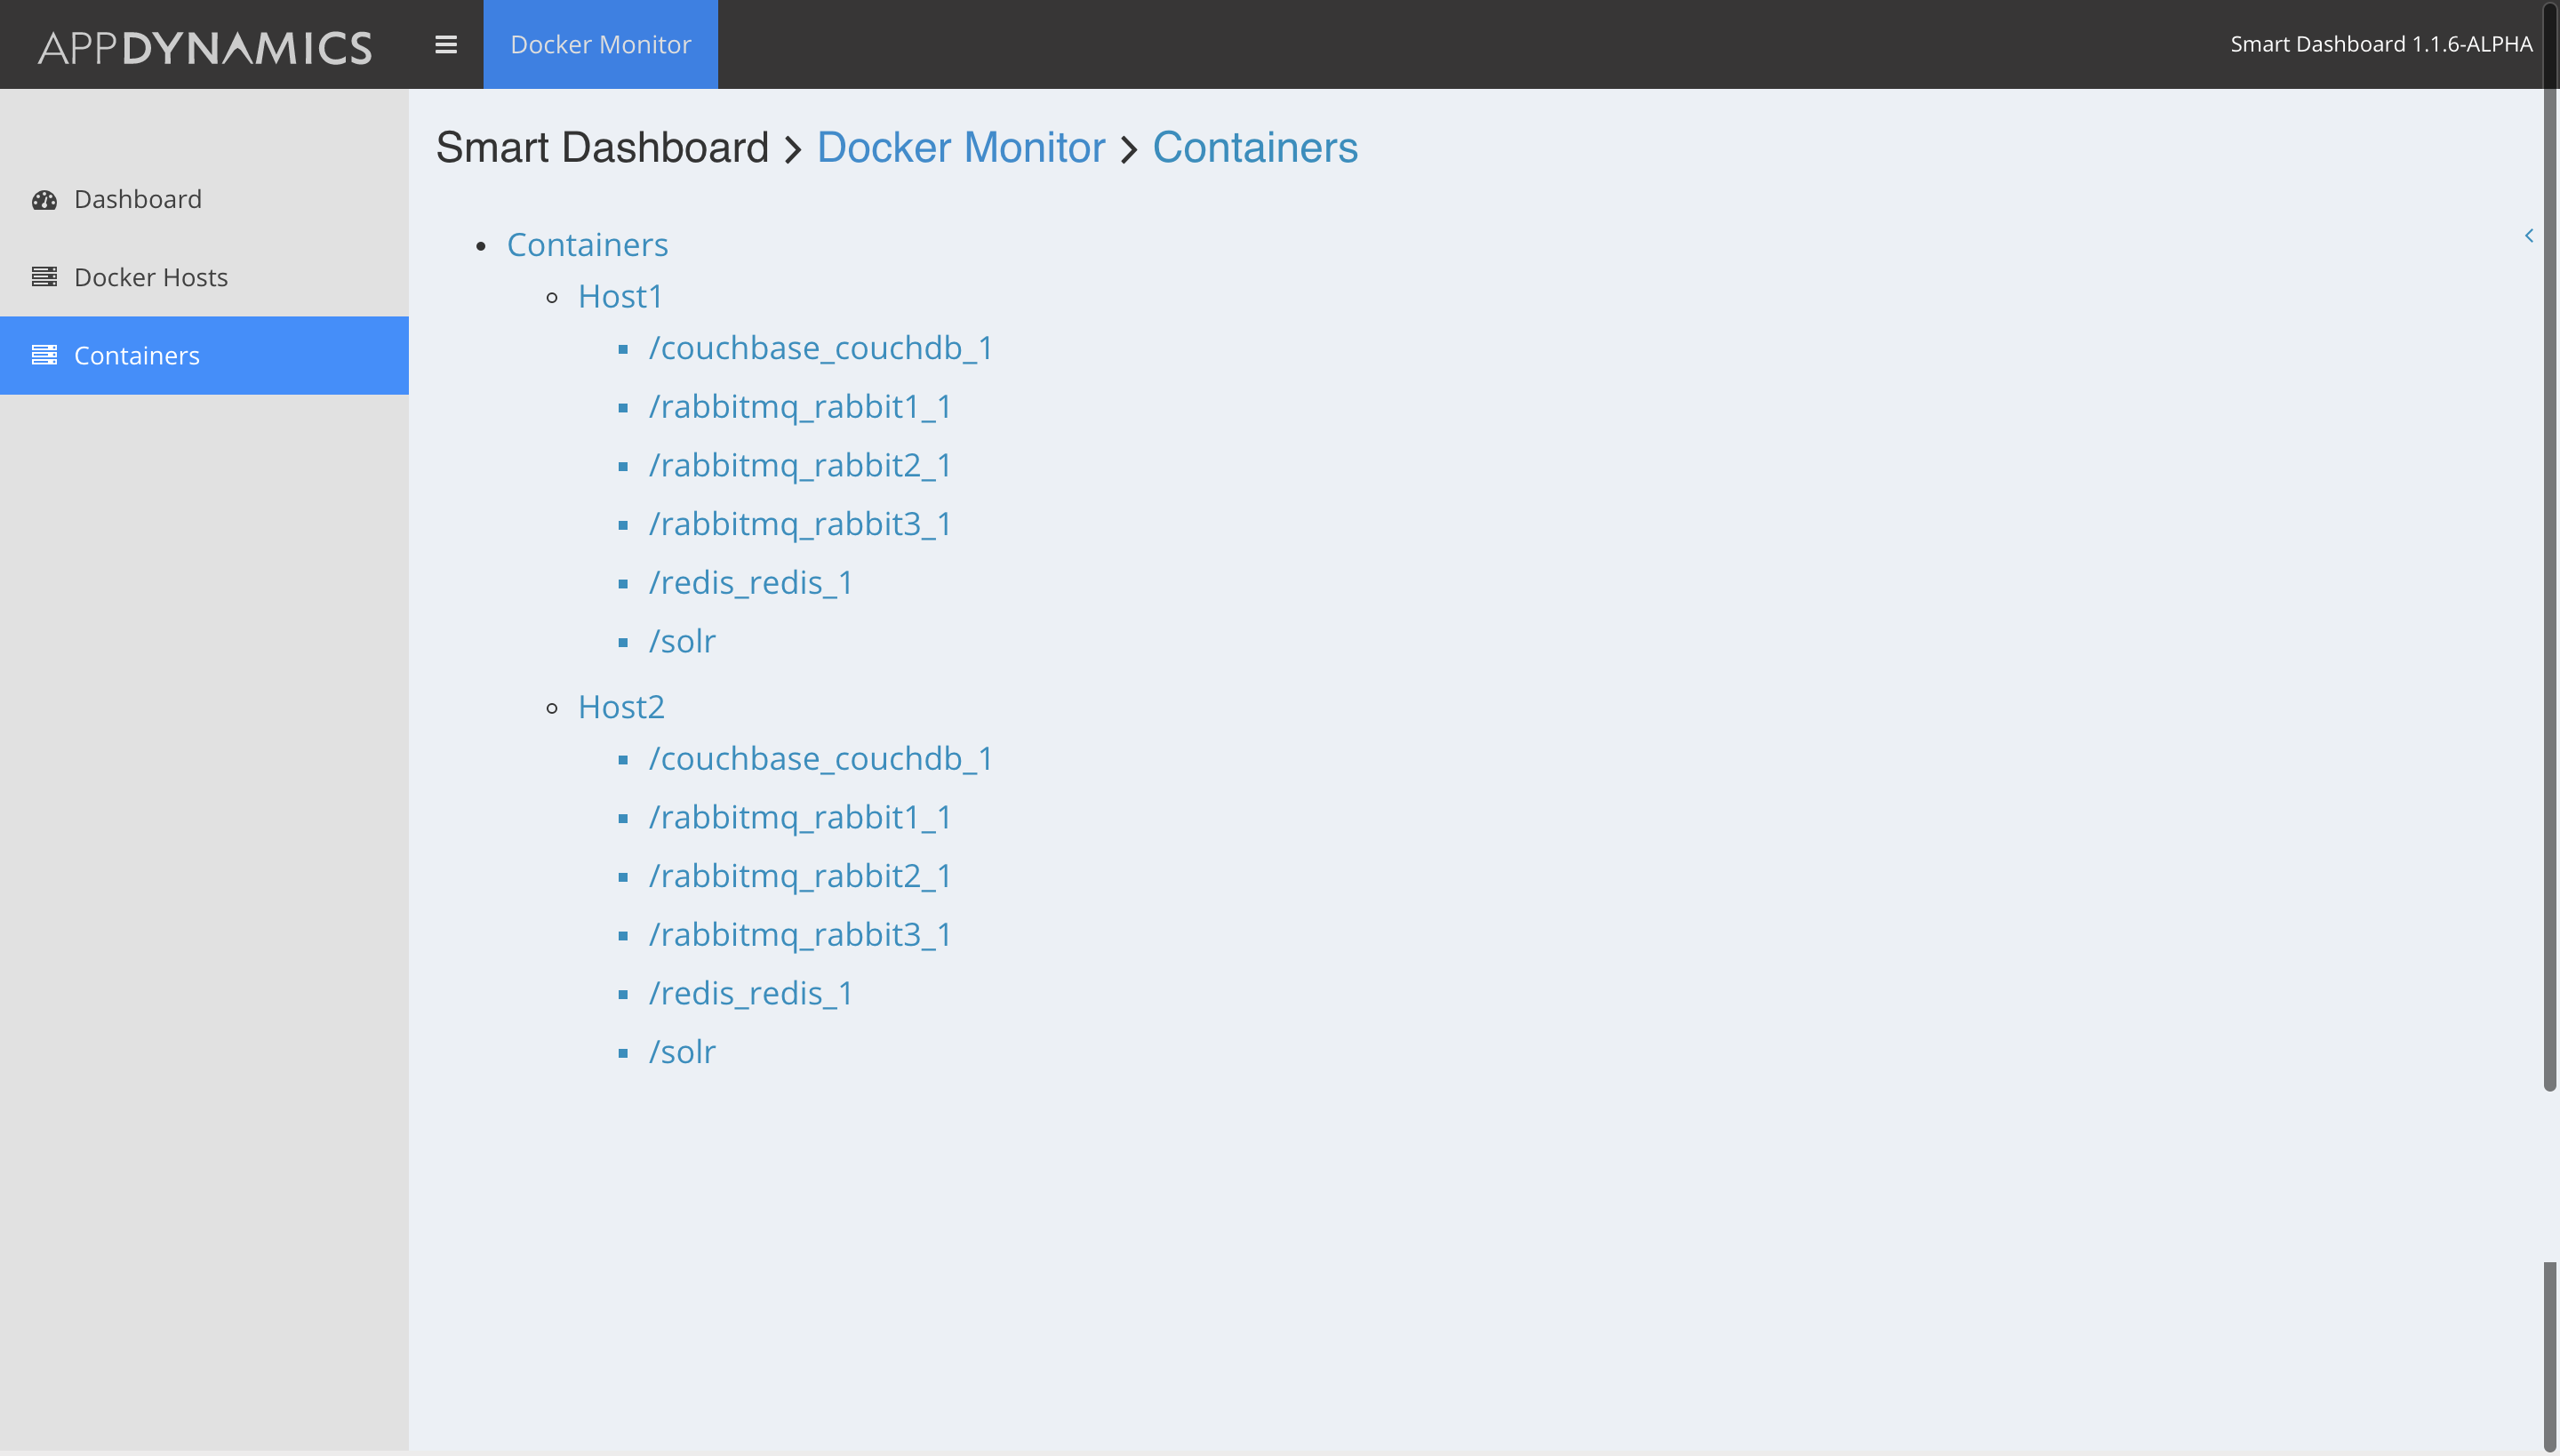 APPDYNAMICS
Docker Monitor
Smart Dashboard 1.1.6-ALPHA
Smart Dashboard > Docker Monitor > Containers
Dashboard
Docker Hosts
Containers
Containers
Host1
/couchbase_couchdb_1
/rabbitmq_rabbit1_1
/rabbitmq_rabbit2_1
/rabbitmq_rabbit3_1
/redis_redis_1
/solr
Host2
/couchbase_couchdb_1
/rabbitmq_rabbit1_1
/rabbitmq_rabbit2_1
/rabbitmq_rabbit3_1
/redis_redis_1
/solr